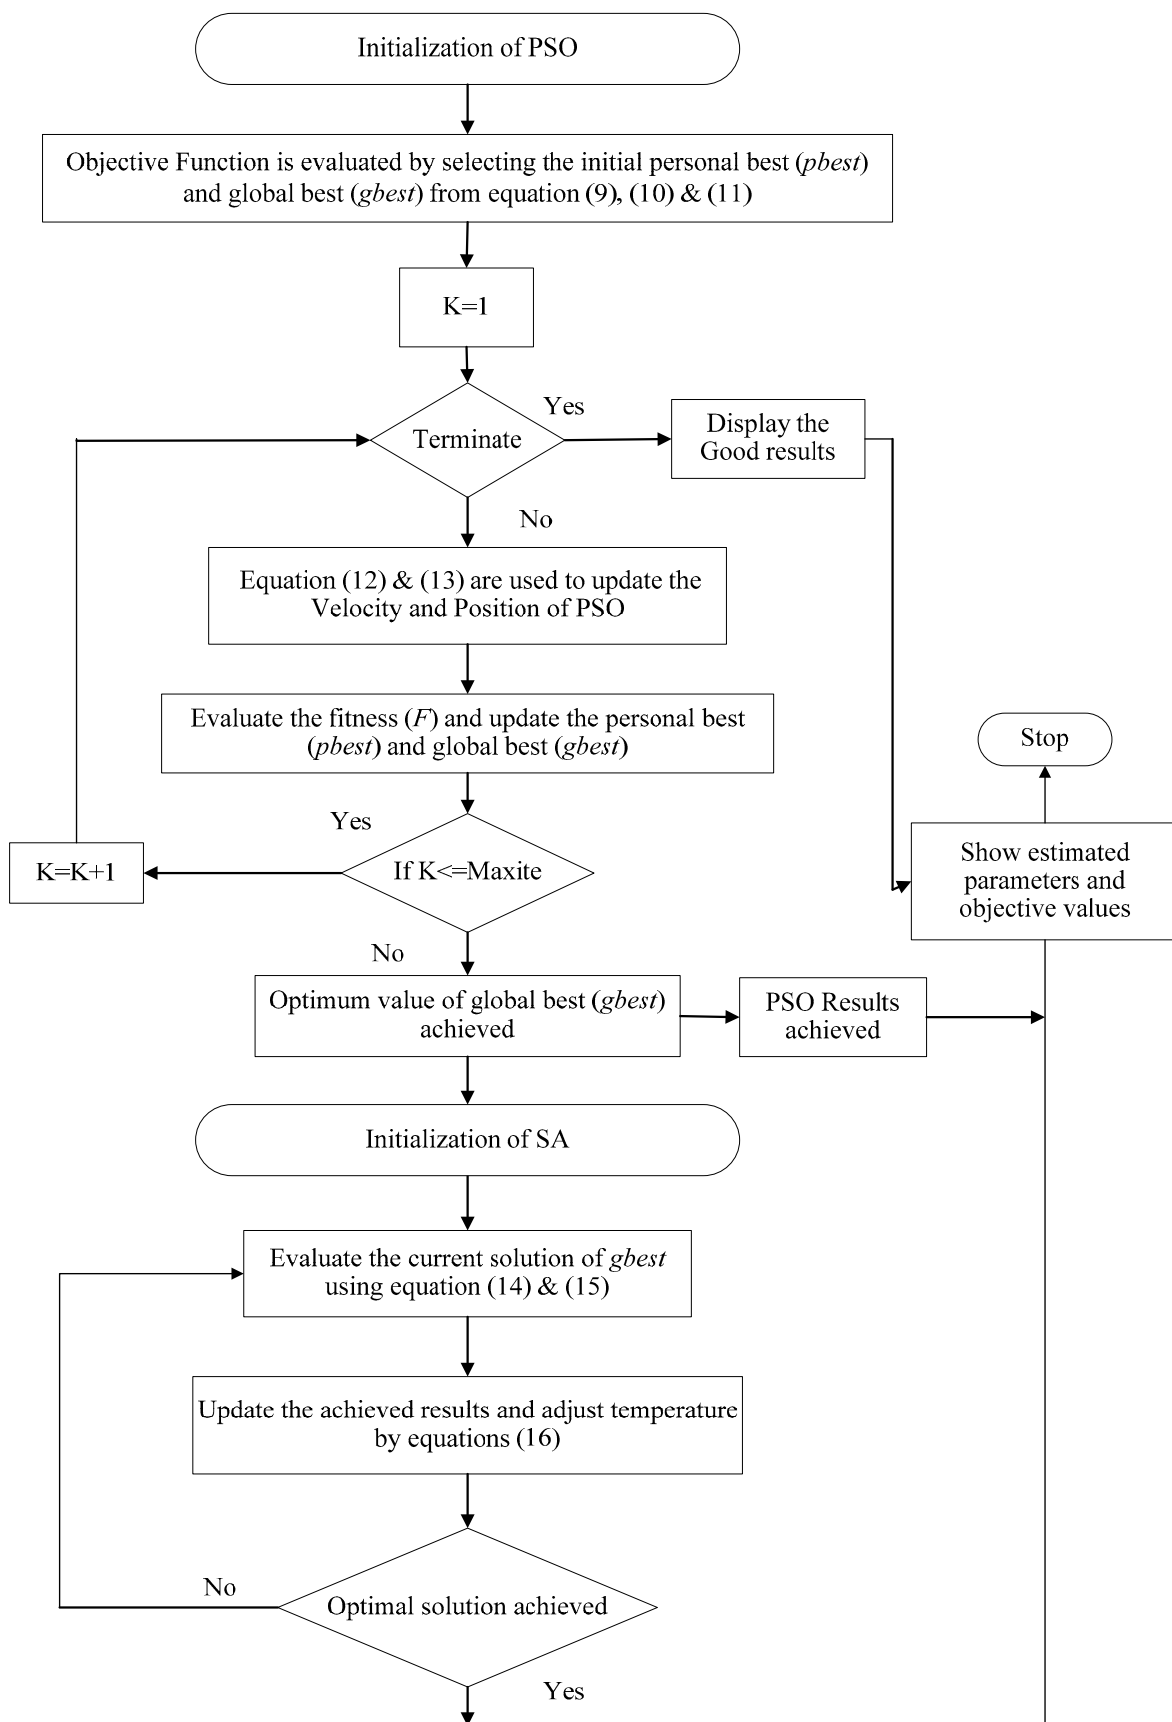 Initialization of PSO
Objective Function is evaluated by selecting the initial personal best (pbest)
and global best (gbest) from equation (9), (10) & (11)
K=1
Terminate
Yes
Display the
Good results
No
Equation (12) & (13) are used to update the
Velocity and Position of PSO
Evaluate the fitness (F) and update the personal best
(pbest) and global best (gbest)
Stop
Yes
If K<=Maxite
K=K+1
Show estimated
parameters and
objective values
No
Optimum value of global best (gbest)
achieved
PSO Results
achieved
Initialization of SA
Evaluate the current solution of gbest
using equation (14) & (15)
Update the achieved results and adjust temperature
by equations (16)
No
Optimal solution achieved
Yes